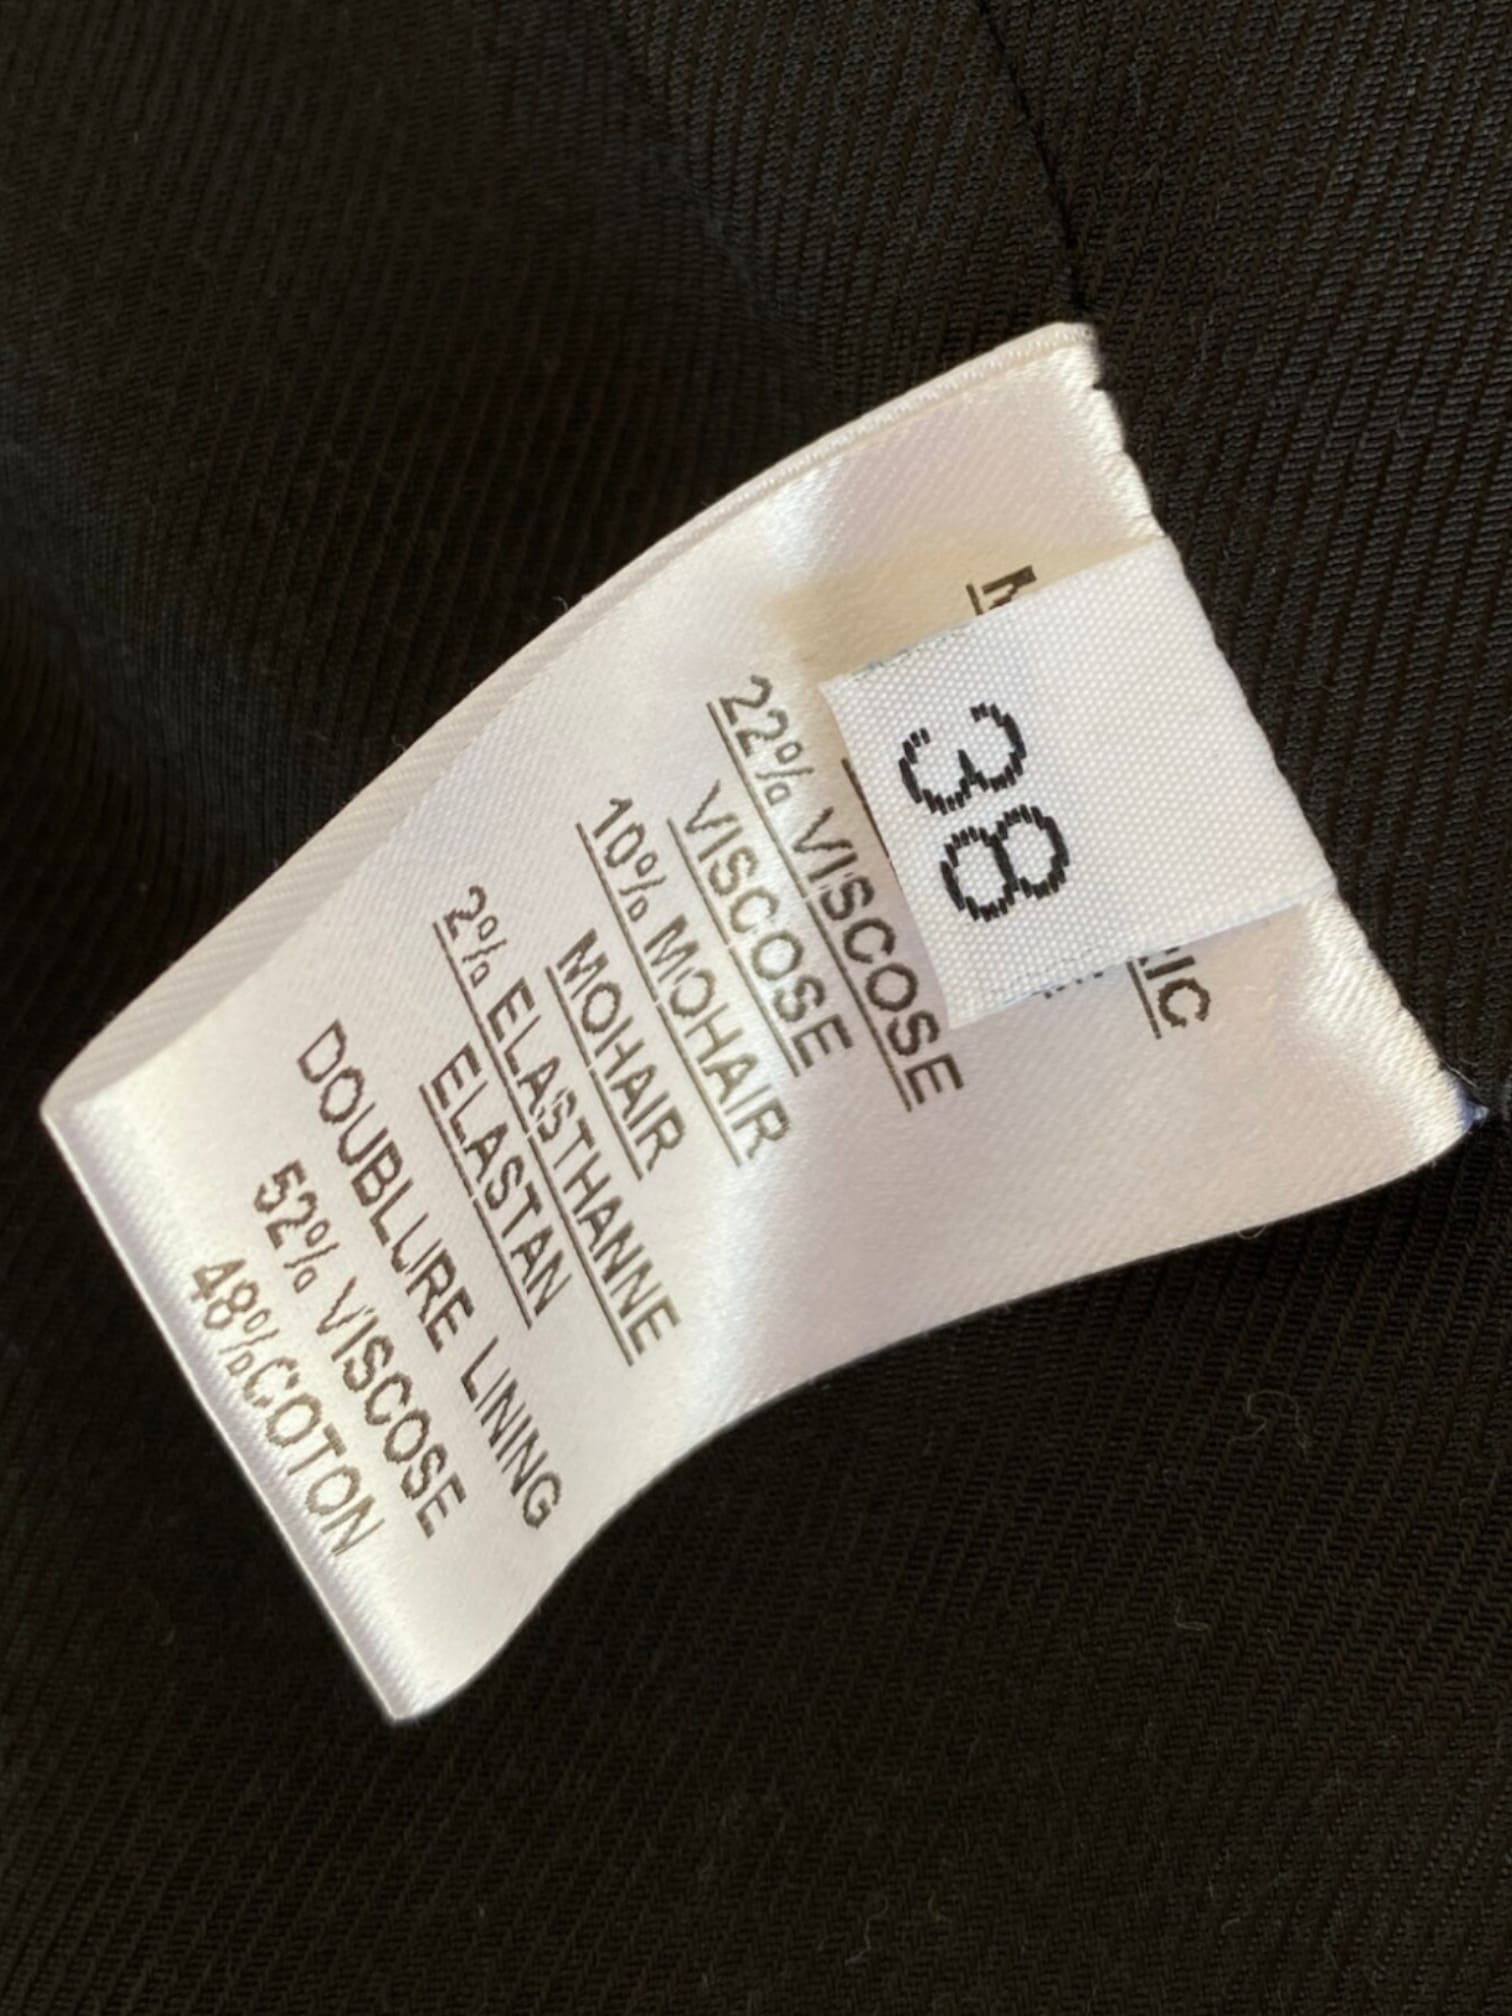 38
22% VISCOSE
VISCOSE
10% MOHAIR
MOHAIR
2% ELASTHANNE
ELASTAN
DOUBLURE LINING
52% VISCOSE
48%COTON